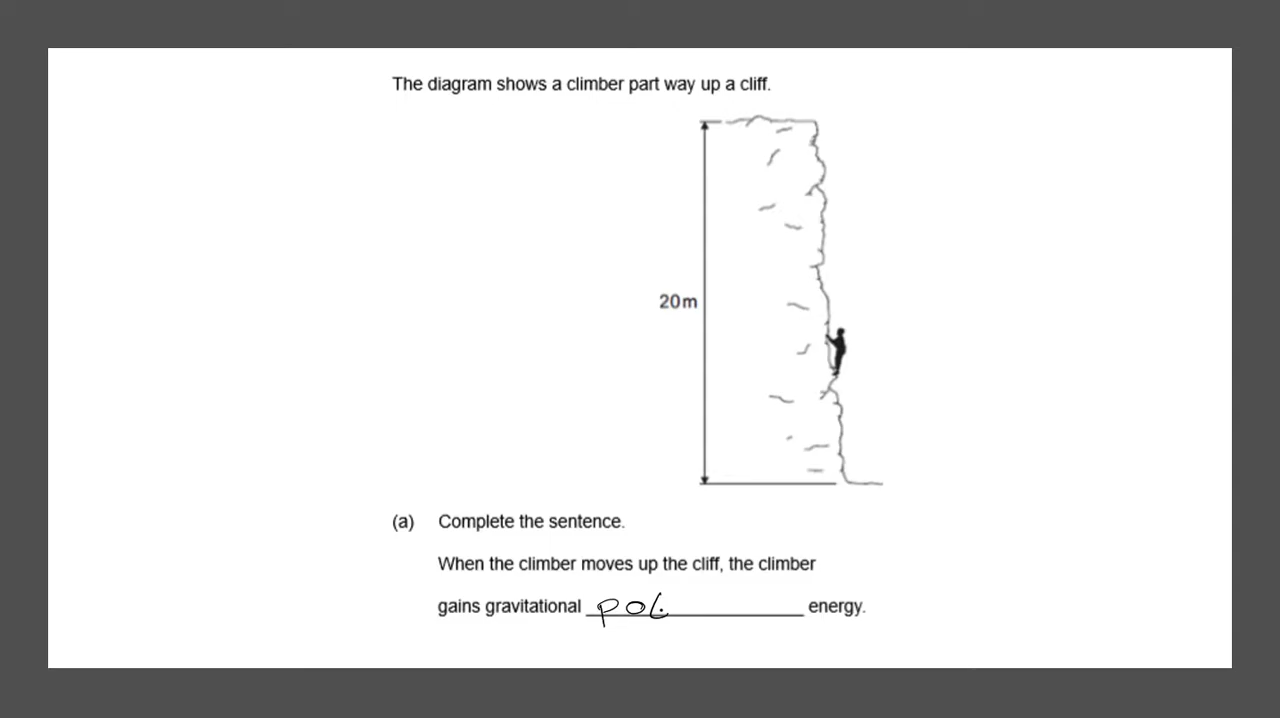 The diagram shows a climber part way up a cliff.
20m
(a) Complete the sentence.
When the climber moves up the cliff, the climber
gains gravitational po energy.